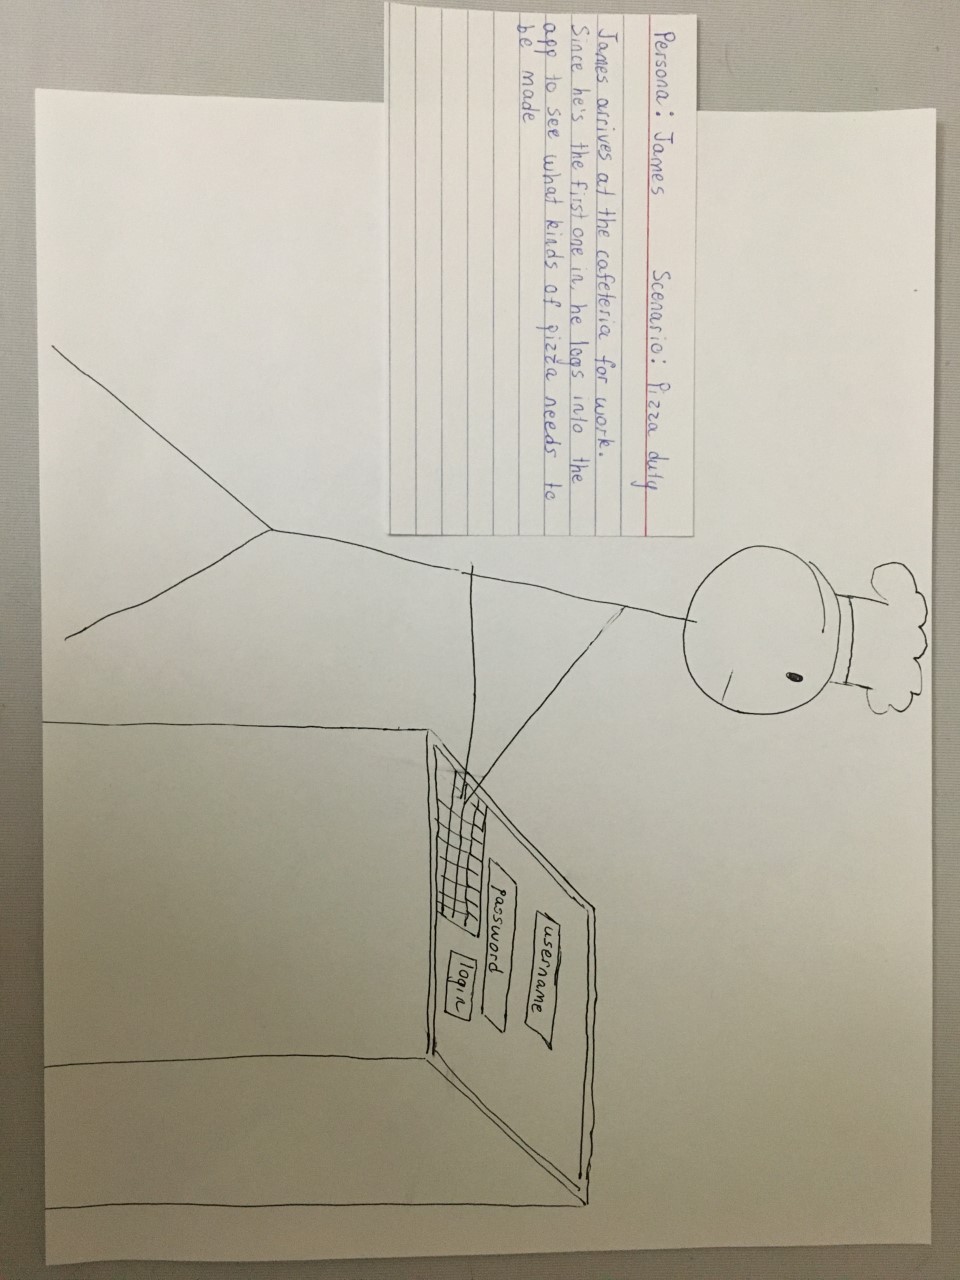 Persona: James Scenario: Pizza duty
James arrives at the cafeteria for work.
Since he's the first one in, he logs into the
app to see what kinds of pizza needs to
be made
username
password
login